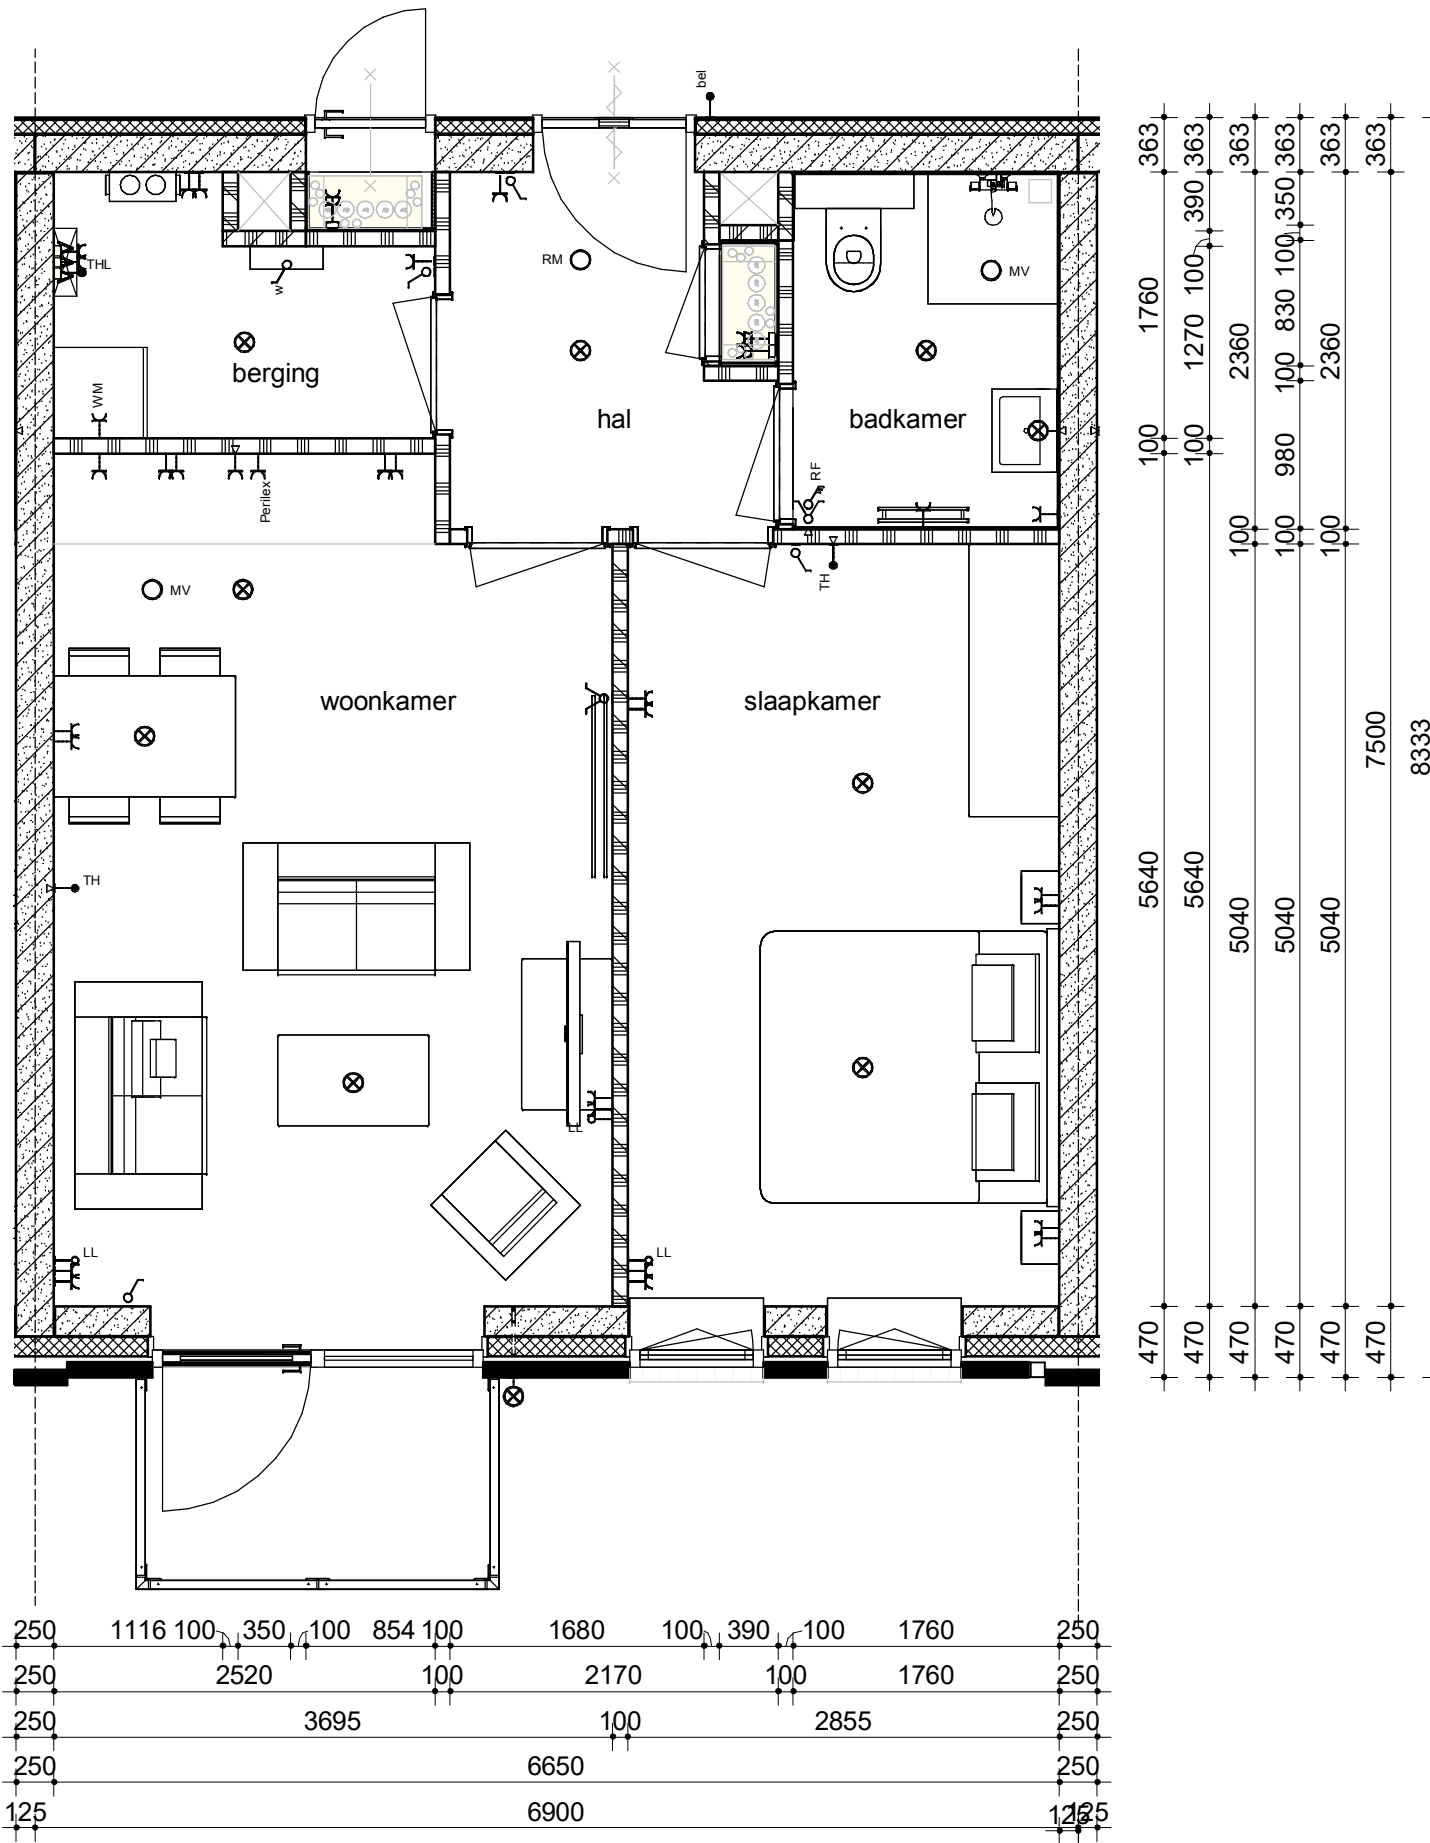 bel
RM
MV
THL
w
berging
WM
hal
badkamer
RF
Perilex
TH
MV
woonkamer
slaapkamer
TH
LL
LL
LL
363 363 363 363 363 363
390 350
100 100
1760 1270 2360 830 2360
100
100 100 980
100 100 100
7500 8333
5640 5640 5040 5040 5040
470 470 470 470 470 470
250 1116 100 350 100 854 100 1680 100 390 100 1760 250
250 2520 100 2170 100 1760 250
250 3695 100 2855 250
250 6650 250
125 6900 125 125